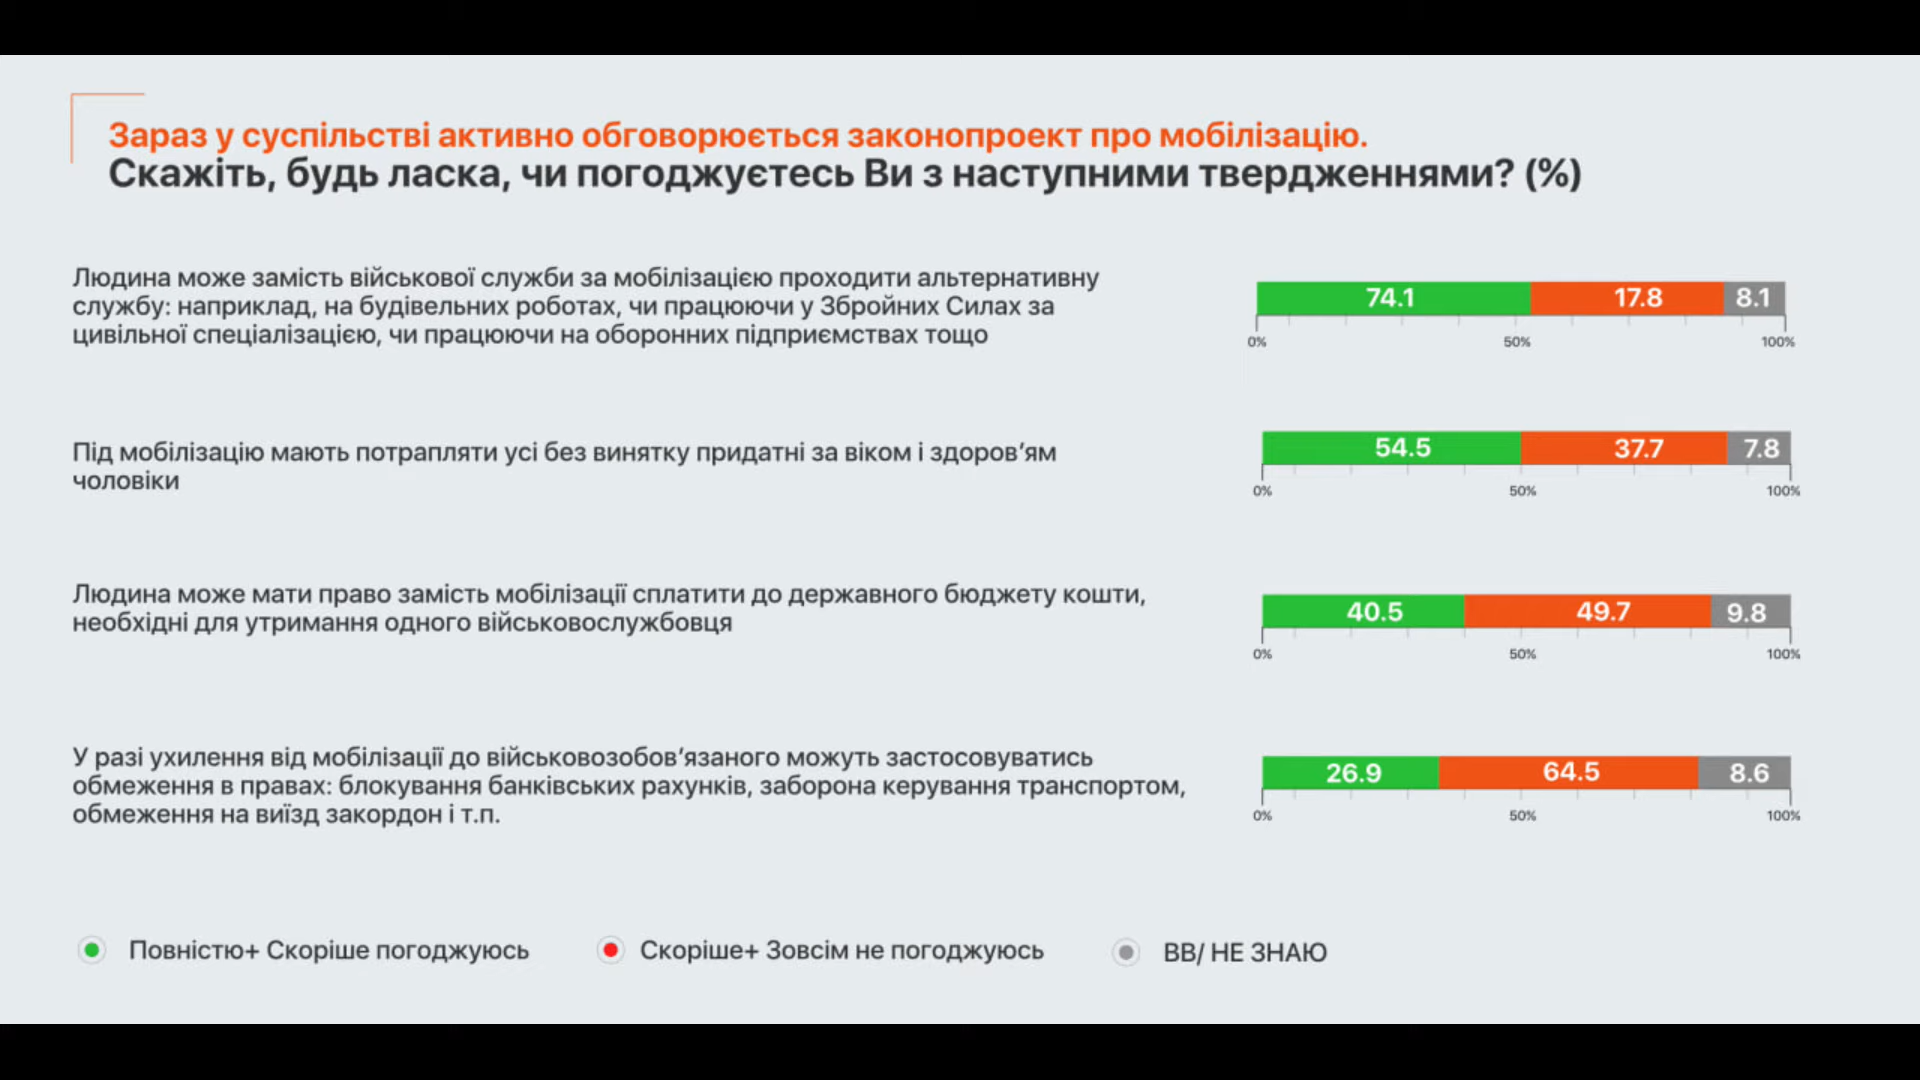 Зараз у суспільстві активно обговорюється законопроект про мобілізацію.
Скажіть, будь ласка, чи погоджуєтесь Ви з наступними твердженнями? (%)
Людина може замість військової служби за мобілізацією проходити альтернативну
службу: наприклад, на будівельних роботах, чи працюючи у Збройних Силах за
цивільної спеціалізацією, чи працюючи на оборонних підприємствах тощо
74.1 17.8 8.1
0% 50% 100%
Під мобілізацію мають потрапляти усі без винятку придатні за віком і здоров’ям
чоловіки
54.5 37.7 7.8
0% 50% 100%
Людина може мати право замість мобілізації сплатити до державного бюджету кошти,
необхідні для утримання одного військовослужбовця
40.5 49.7 9.8
0% 50% 100%
У разі ухилення від мобілізації до військовозобов’язаного можуть застосовуватись
обмеження в правах: блокування банківських рахунків, заборона керування транспортом,
обмеження на виїзд закордон і т.п.
26.9 64.5 8.6
0% 50% 100%
Повністю+ Скоріше погоджуюсь
Скоріше+ Зовсім не погоджуюсь
ВВ/ НЕ ЗНАЮ